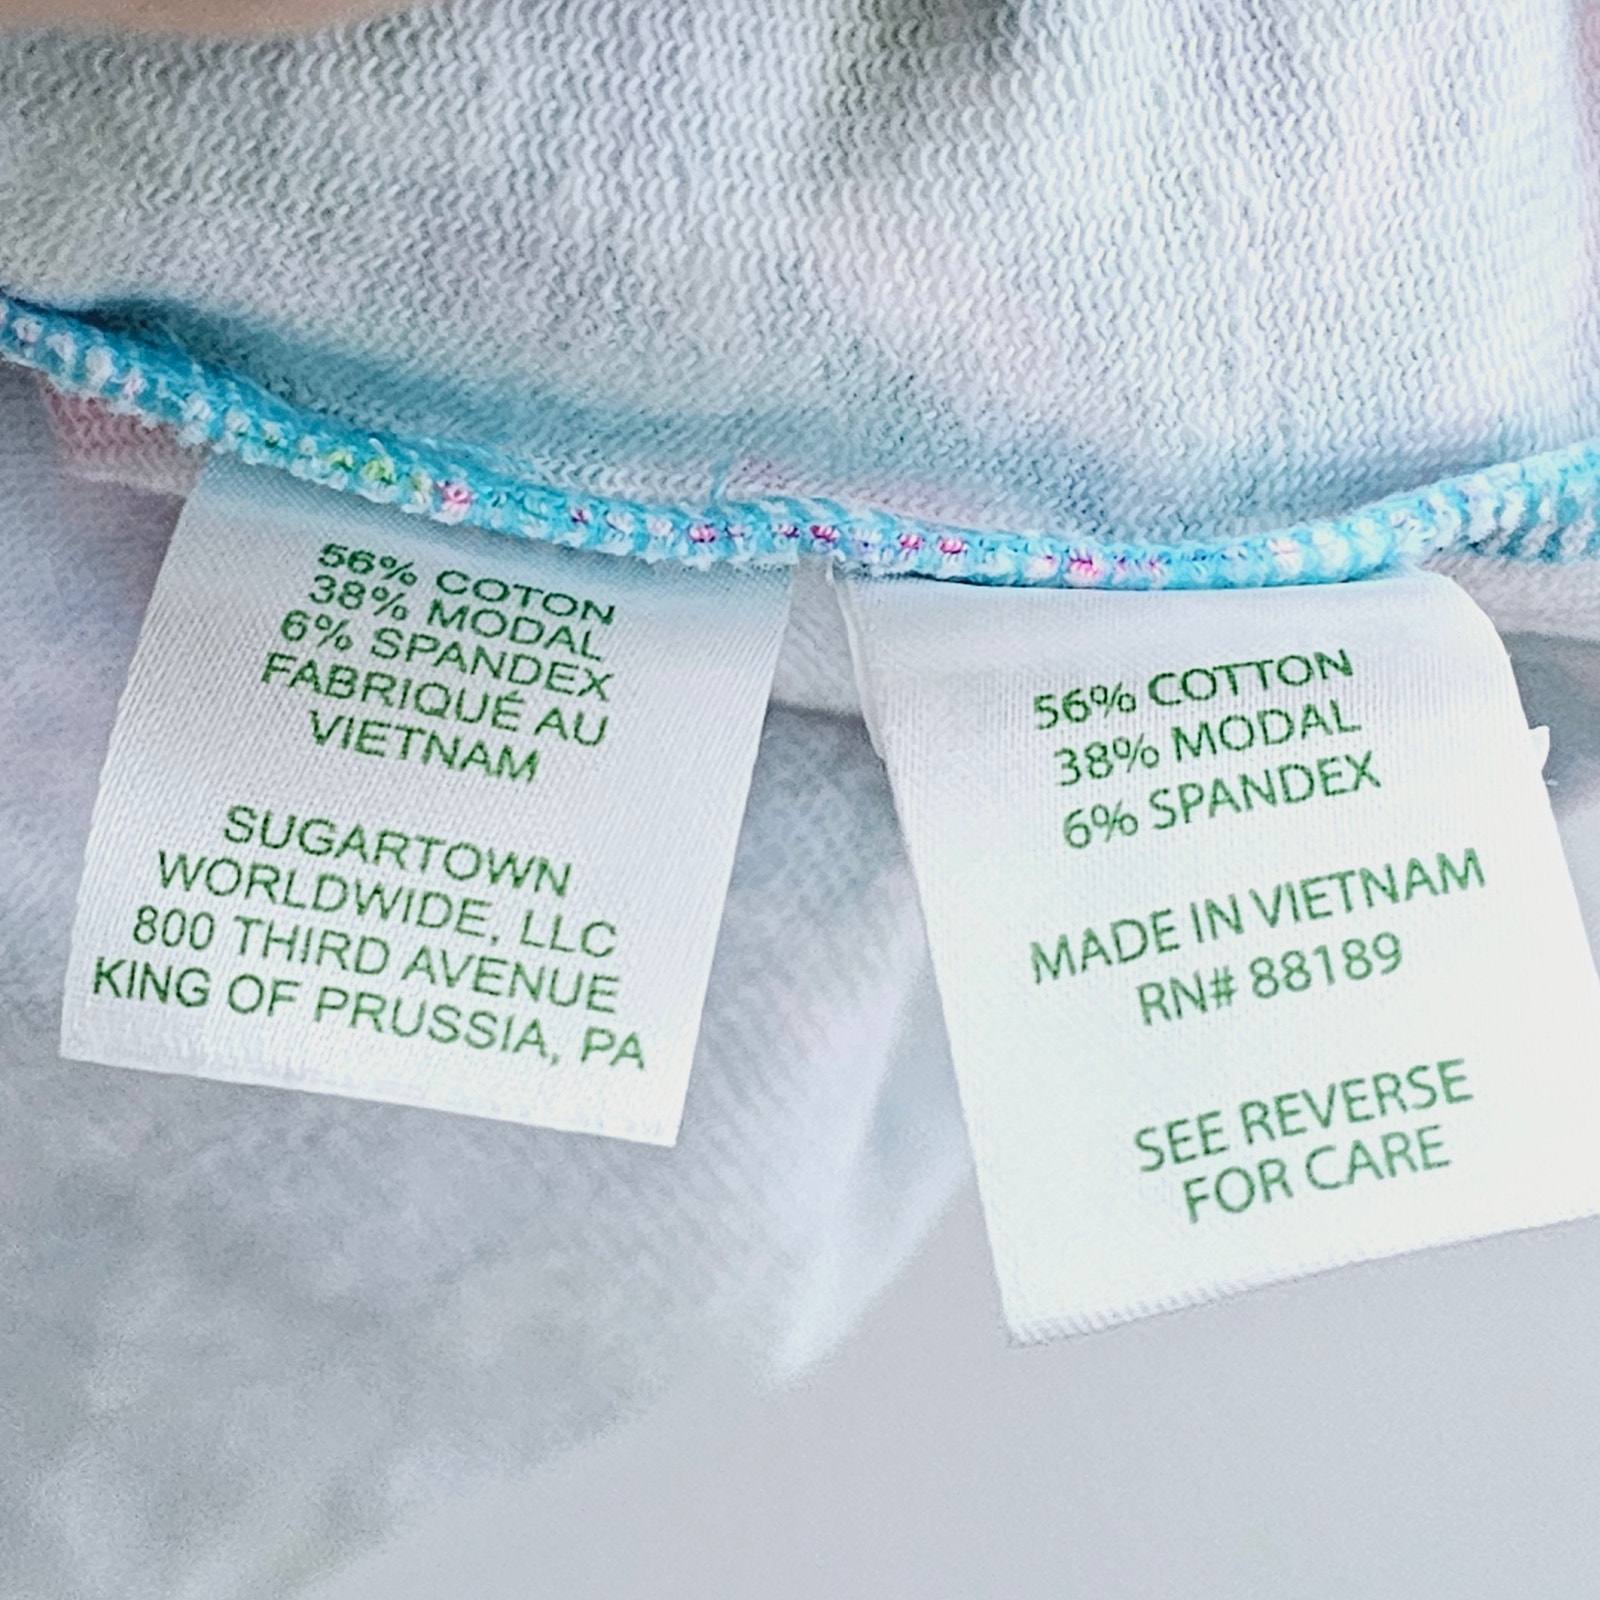 56% COTON
38% MODAL
6% SPANDEX
FABRIQUÉ AU
VIETNAM
SUGARTOWN
WORLDWIDE, LLC
800 THIRD AVENUE
KING OF PRUSSIA, PA
56% COTTON
38% MODAL
6% SPANDEX
MADE IN VIETNAM
RN# 88189
SEE REVERSE
FOR CARE